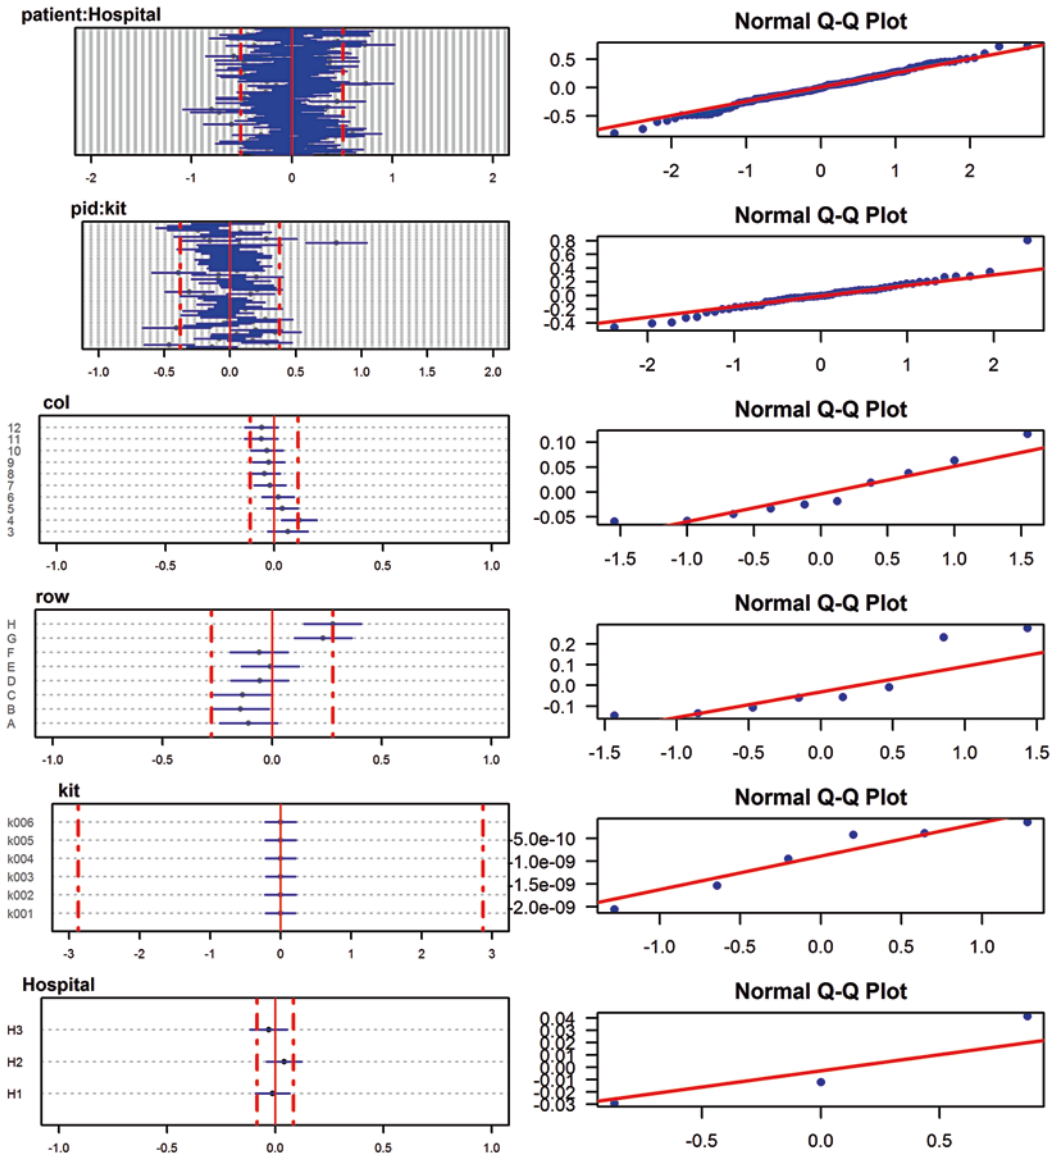 patient:Hospital
-2 -1 0 1 2
Normal Q-Q Plot
0.5
0.0
-0.5
-2 -1 0 1 2
pid:kit
-1.0 -0.5 0.0 0.5 1.0 1.5 2.0
Normal Q-Q Plot
0.8
0.6
0.4
0.2
0.0
-0.2
-0.4
-2 -1 0 1 2
col
12
11
10
9
8
7
6
5
4
3
-1.0 -0.5 0.0 0.5 1.0
Normal Q-Q Plot
0.10
0.05
0.00
-0.05
-1.5 -1.0 -0.5 0.0 0.5 1.0 1.5
row
H
G
F
E
D
C
B
A
-1.0 -0.5 0.0 0.5 1.0
Normal Q-Q Plot
0.2
0.1
0.0
-0.1
-1.5 -1.0 -0.5 0.0 0.5 1.0 1.5
kit
k006
k005
k004
k003
k002
k001
-3 -2 -1 0 1 2 3
Normal Q-Q Plot
-5.0e-10
-1.0e-09
-1.5e-09
-2.0e-09
-1.0 -0.5 0.0 0.5 1.0
Hospital
H3
H2
H1
-1.0 -0.5 0.0 0.5 1.0
Normal Q-Q Plot
0.04
0.03
0.02
0.01
0.00
-0.01
-0.02
-0.03
-0.5 0.0 0.5